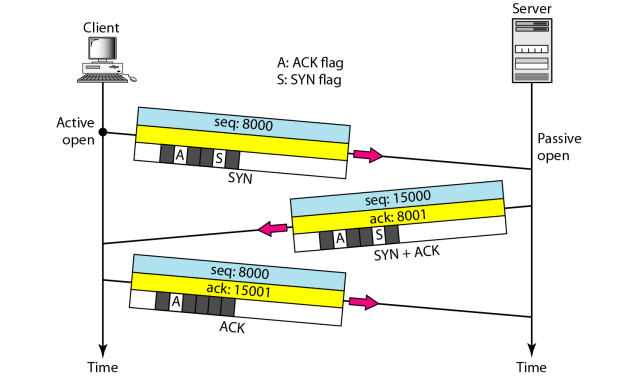 Client
Server
A: ACK flag
S: SYN flag
Active
open
Passive
open
seq: 8000
A S
SYN
seq: 15000
ack: 8001
A S
SYN + ACK
seq: 8000
ack: 15001
A
ACK
Time
Time